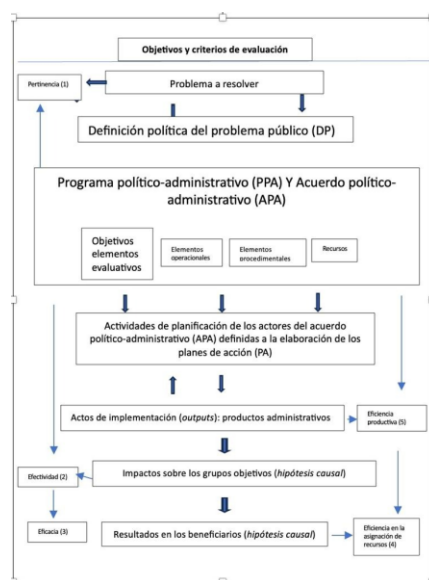 Objetivos y criterios de evaluación
Pertinencia (1)
Problema a resolver
Definición política del problema público (DP)
Programa político-administrativo (PPA) Y Acuerdo político-
administrativo (APA)
Objetivos
elementos
evaluativos
Elementos
operacionales
Elementos
procedimentales
Recursos
Actividades de planificación de los actores del acuerdo
político-administrativo (APA) definidas a la elaboración de los
planes de acción (PA)
Actos de implementación (outputs): productos administrativos
Eficiencia
productiva (5)
Impactos sobre los grupos objetivos (hipótesis causal)
Efectividad (2)
Eficacia (3)
Resultados en los beneficiarios (hipótesis causal)
Eficiencia en la
asignación de
recursos (4)